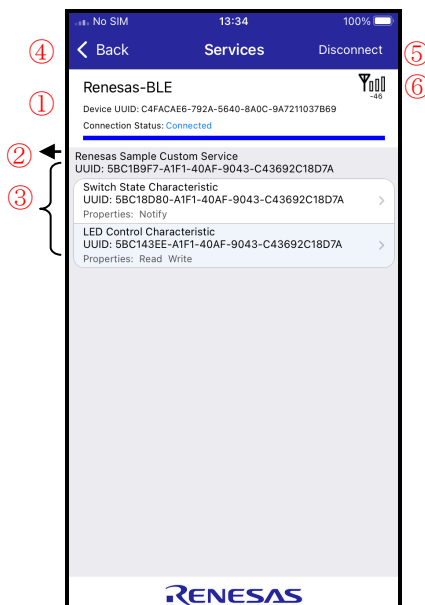 No SIM 13:34 100%
④ Back Services Disconnect ⑤
Renesas-BLE ⑥
-46
① Device UUID: C4FACAE6-792A-5640-8A0C-9A7211037B69
Connection Status: Connected
② Renesas Sample Custom Service
UUID: 5BC1B9F7-A1F1-40AF-9043-C43692C18D7A
③ Switch State Characteristic
UUID: 5BC18D80-A1F1-40AF-9043-C43692C18D7A
Properties: Notify
LED Control Characteristic
UUID: 5BC143EE-A1F1-40AF-9043-C43692C18D7A
Properties: Read Write
RENESAS